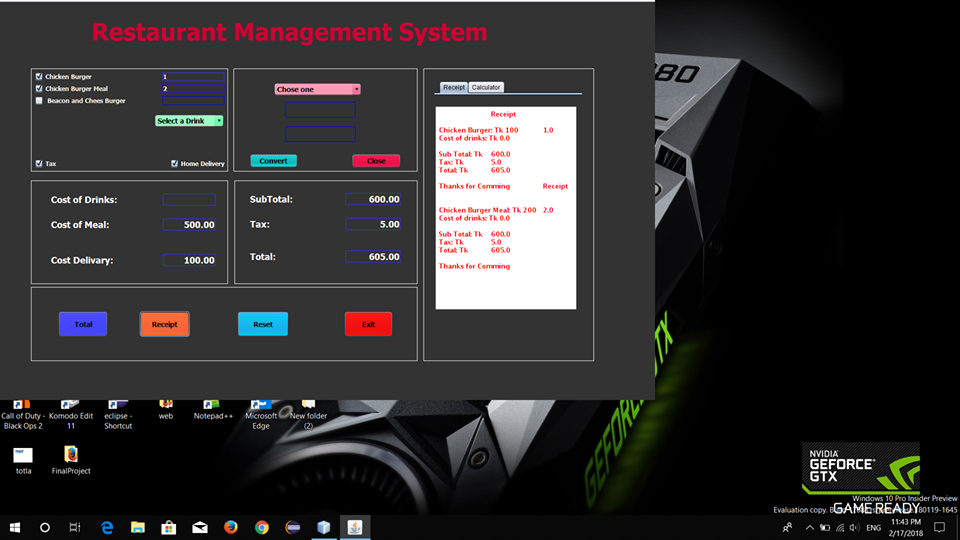 Restaurant Management System
Chicken Burger 1
Chicken Burger Meal 2
Beacon and Chees Burger
Select a Drink
Tax Home Delivery
Chose one
Convert Close
Receipt Calculator
Receipt
Chicken Burger: Tk 100 1.0
Cost of drinks: Tk 0.0
Sub Total: Tk 600.0
Tax: Tk 5.0
Total: Tk 605.0
Thanks for Comming Receipt
Chicken Burger Meal: Tk 200 2.0
Cost of drinks: Tk 0.0
Sub Total: Tk 600.0
Tax: Tk 5.0
Total: Tk 605.0
Thanks for Comming
Cost of Drinks:
Cost of Meal: 500.00
Cost Delivary: 100.00
SubTotal: 600.00
Tax: 5.00
Total: 605.00
Total Receipt Reset Exit
80
GEFORCE GTX
Call of Duty - Black Ops 2
Komodo Edit 11
eclipse - Shortcut
web
Notepad++
Microsoft Edge
New folder (2)
totla
FinalProject
NVIDIA
GEFORCE
GTX
GAME READY
Windows 10 Pro Insider Preview
Evaluation copy. 80119-1645
ENG
11:43 PM
2/17/2018